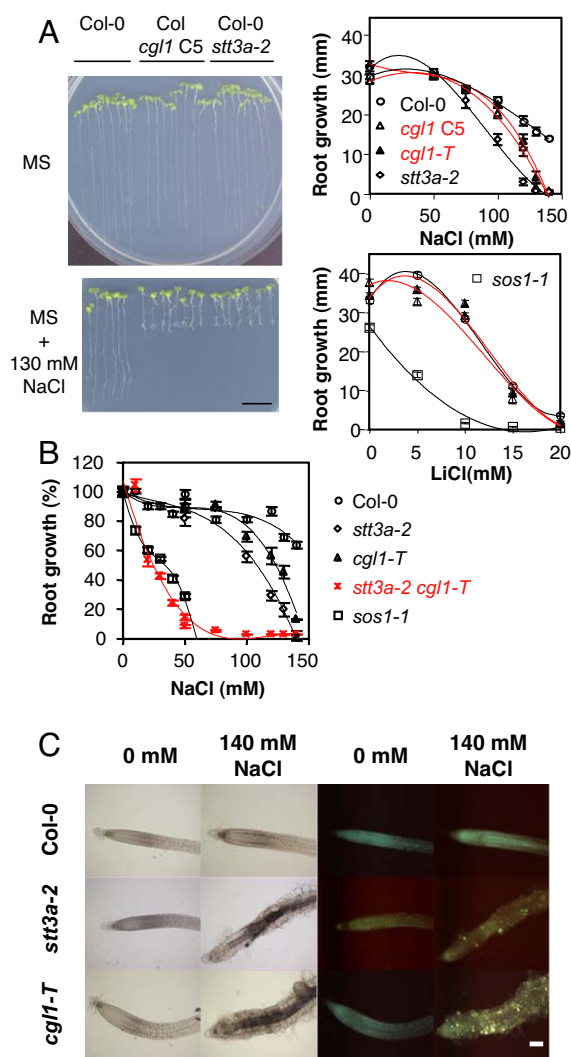 A
Col-0
Col
cgl1 C5
Col-0
stt3a-2
MS
MS
+
130 mM
NaCl
Root growth (mm)
40
30
20
10
0
Col-0
cgl1 C5
cgl1-T
stt3a-2
0
50
100
150
NaCl (mM)
Root growth (mm)
40
30
20
10
0
sos1-1
0
5
10
15
20
LiCl(mM)
B
Root growth (%)
120
100
80
60
40
20
0
0
50
100
150
NaCl (mM)
Col-0
stt3a-2
cgl1-T
stt3a-2 cgl1-T
sos1-1
C
0 mM
140 mM
NaCl
0 mM
140 mM
NaCl
Col-0
stt3a-2
cgl1-T